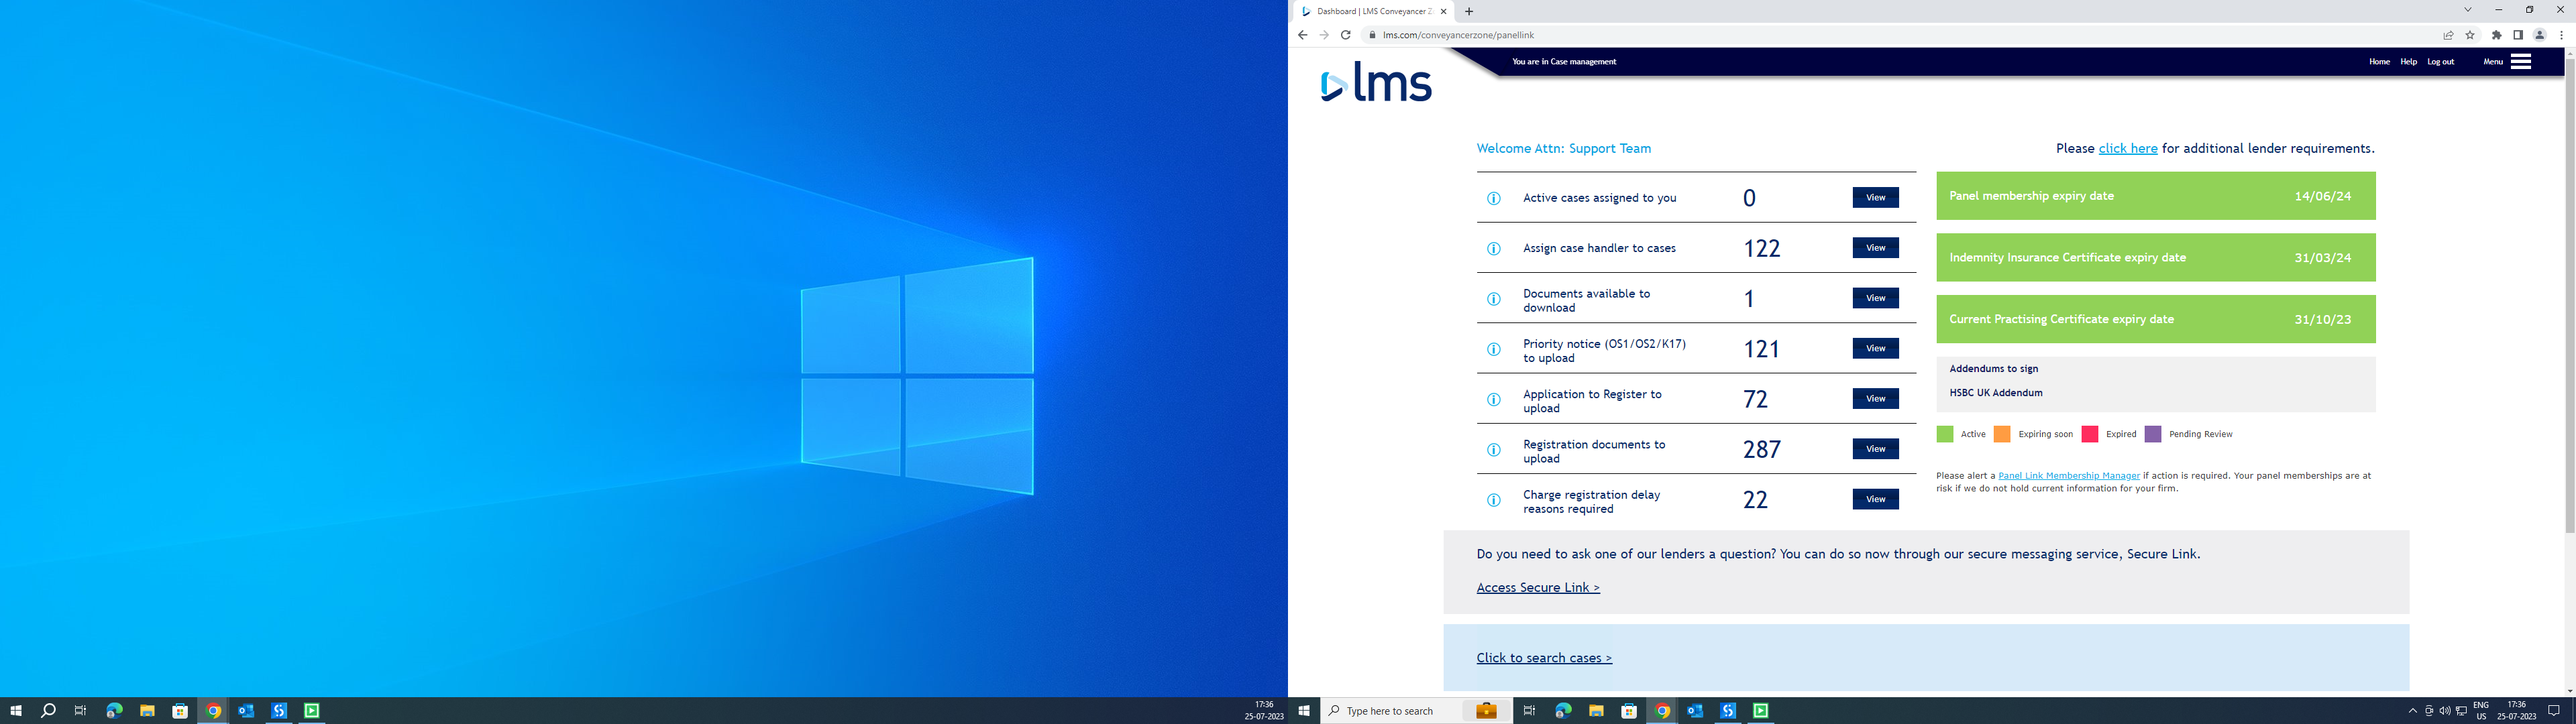 Dashboard | LMS Conveyancer Z
lms.com/conveyancerzone/panellink
You are in Case management
Home
Help
Log out
Menu
lms
Welcome Attn: Support Team
Please click here for additional lender requirements.
Active cases assigned to you
0
View
Assign case handler to cases
122
View
Documents available to
download
1
View
Priority notice (OS1/OS2/K17)
to upload
121
View
Application to Register to
upload
72
View
Registration documents to
upload
287
View
Charge registration delay
reasons required
22
View
Panel membership expiry date
14/06/24
Indemnity Insurance Certificate expiry date
31/03/24
Current Practising Certificate expiry date
31/10/23
Addendums to sign
HSBC UK Addendum
Active
Expiring soon
Expired
Pending Review
Please alert a Panel Link Membership Manager if action is required. Your panel memberships are at
risk if we do not hold current information for your firm.
Do you need to ask one of our lenders a question? You can do so now through our secure messaging service, Secure Link.
Access Secure Link >
Click to search cases >
17:36
25-07-2023
Type here to search
ENG
US
17:36
25-07-2023